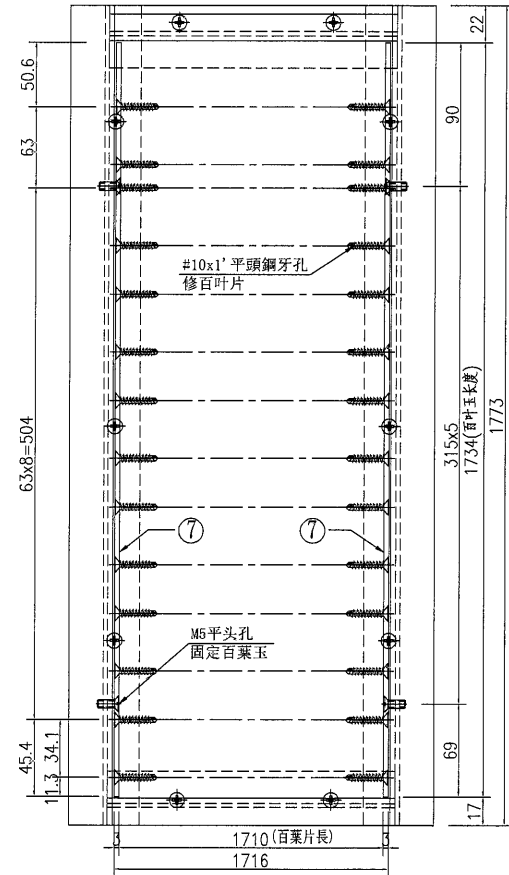 22
50.6
90
63
#10x1' 平頭鋼牙孔
修百叶片
63x8=504
315x5
1734(百叶玉长度)
1773
7
7
M5平头孔
固定百葉玉
45.4
34.1
11.3
69
17
3
1710(百葉片長)
3
1716